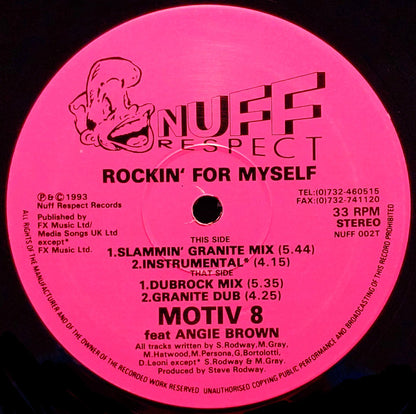 NUFF
RESPECT
ROCKIN' FOR MYSELF
℗ & © 1993
Nuff Respect Records
Published by
FX Music Ltd/
Media Songs UK Ltd
except*
FX Music Ltd.
TEL:(0)732-460515
FAX:(0)732-741120
33 RPM
STEREO
NUFF 002T
THIS SIDE
1.SLAMMIN' GRANITE MIX (5.44)
2.INSTRUMENTAL* (4.15)
THAT SIDE
1.DUBROCK MIX (5.35)
2.GRANITE DUB (4.25)
MOTIV 8
feat ANGIE BROWN
All tracks written by S.Rodway, M.Gray,
M.Hatwood, M.Persona, G.Bortolotti,
D.Leoni except* S.Rodway & M.Gray.
Produced by Steve Rodway.
ALL RIGHTS OF THE MANUFACTURER AND OF THE OWNER OF THE RECORDED WORK RESERVED UNAUTHORISED COPYING PUBLIC PERFORMANCE AND BROADCASTING OF THIS RECORD PROHIBITED